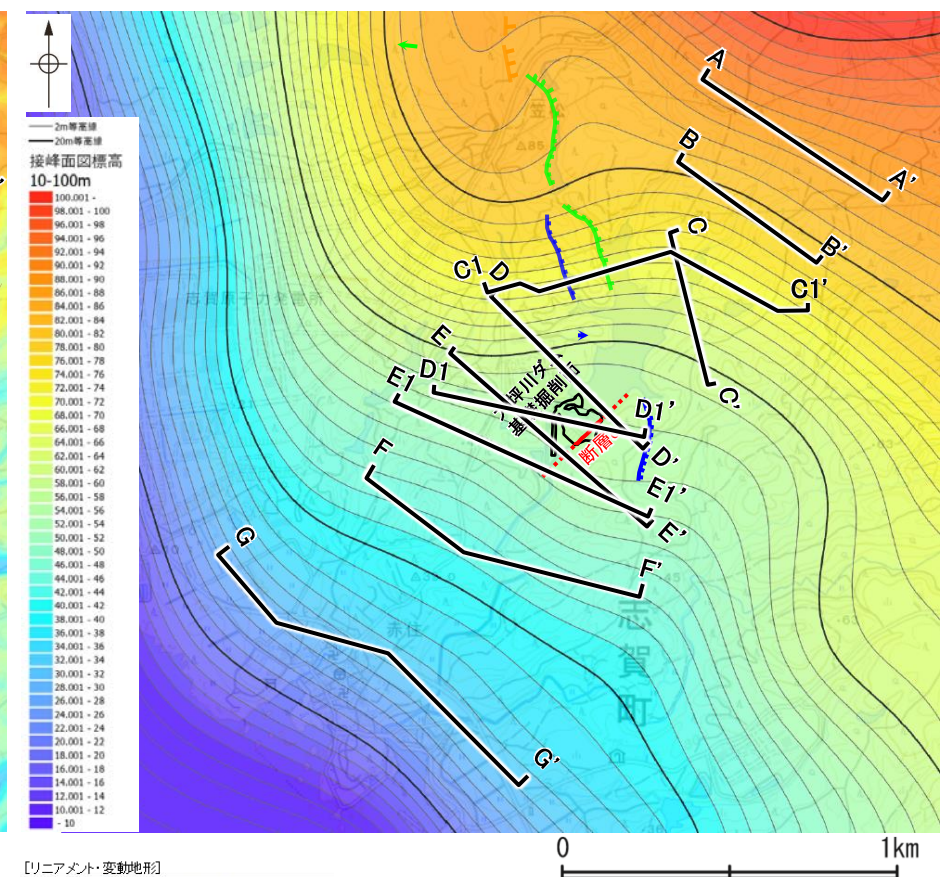 2m等高線
20m等高線
接峰面図標高
10-100m
100.001 -
98.001 - 100
96.001 - 98
94.001 - 96
92.001 - 94
90.001 - 92
88.001 - 90
86.001 - 88
84.001 - 86
82.001 - 84
80.001 - 82
78.001 - 80
76.001 - 78
74.001 - 76
72.001 - 74
70.001 - 72
68.001 - 70
66.001 - 68
64.001 - 66
62.001 - 64
60.001 - 62
58.001 - 60
56.001 - 58
54.001 - 56
52.001 - 54
50.001 - 52
48.001 - 50
46.001 - 48
44.001 - 46
42.001 - 44
40.001 - 42
38.001 - 40
36.001 - 38
34.001 - 36
32.001 - 34
30.001 - 32
28.001 - 30
26.001 - 28
24.001 - 26
22.001 - 24
20.001 - 22
18.001 - 20
16.001 - 18
14.001 - 16
12.001 - 14
10.001 - 12
- 10
A
A'
B
B'
C
C1
D
C1'
C'
E
D1
E1
坪川ダ
基
掘削
D1'
断層
D'
E1'
E'
F
F'
G
G'
笠松
85
赤住
志賀町
0
1km
[リニアメント・変動地形]